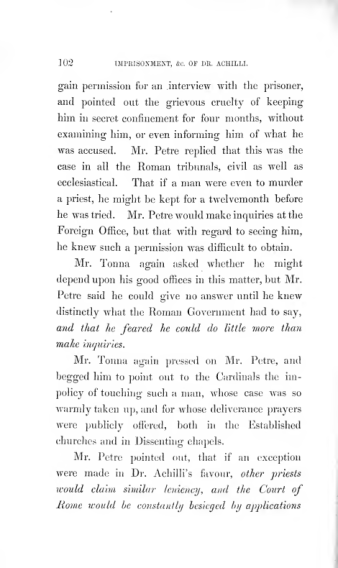 102 IMPRISONMENT, &c. OF DR. ACHILLI.
gain permission for an interview with the prisoner,
and pointed out the grievous cruelty of keeping
him in secret confinement for four months, without
examining him, or even informing him of what he
was accused. Mr. Petre replied that this was the
case in all the Roman tribunals, civil as well as
ecclesiastical. That if a man were even to murder
a priest, he might be kept for a twelvemonth before
he was tried. Mr. Petre would make inquiries at the
Foreign Office, but that with regard to seeing him,
he knew such a permission was difficult to obtain.
Mr. Tonna again asked whether he might
depend upon his good offices in this matter, but Mr.
Petre said he could give no answer until he knew
distinctly what the Roman Government had to say,
and that he feared he could do little more than
make inquiries.
Mr. Tonna again pressed on Mr. Petre, and
begged him to point out to the Cardinals the im-
policy of touching such a man, whose case was so
warmly taken up, and for whose deliverance prayers
were publicly offered, both in the Established
churches and in Dissenting chapels.
Mr. Petre pointed out, that if an exception
were made in Dr. Achilli's favour, other priests
would claim similar leniency, and the Court of
Rome would be constantly besieged by applications